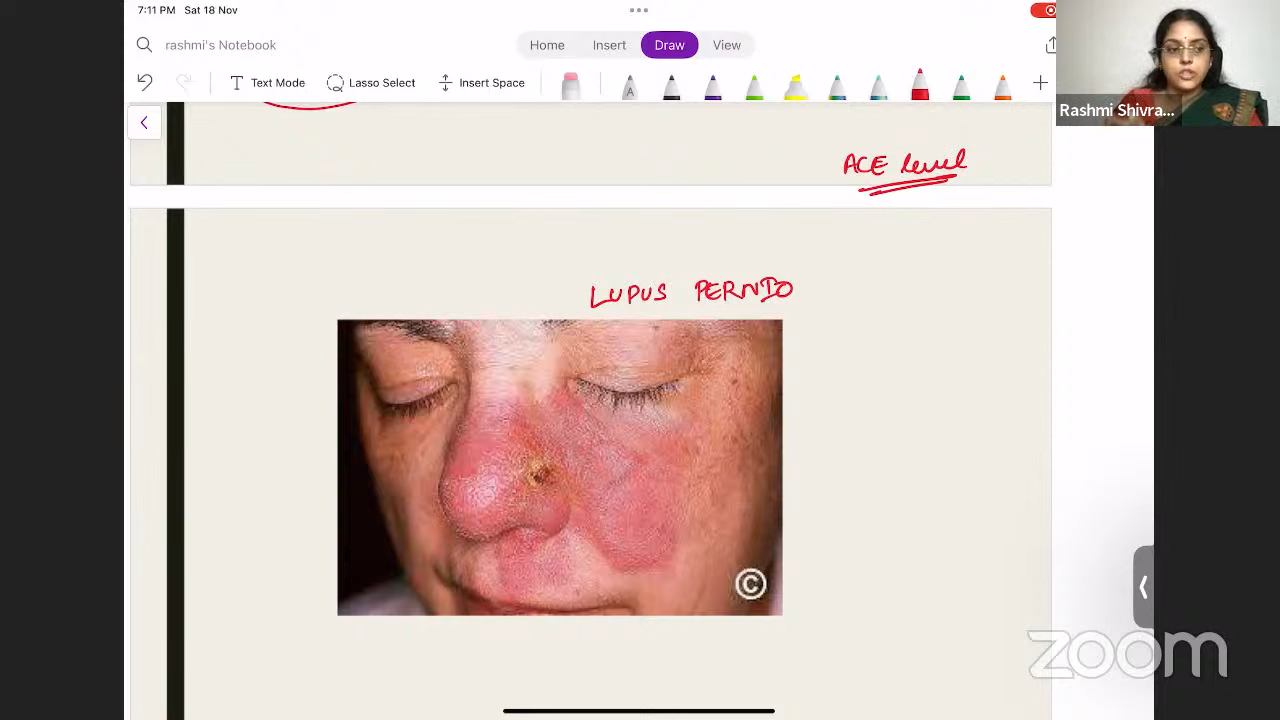 7:11 PM Sat 18 Nov
rashmi's Notebook
Home Insert Draw View
Text Mode Lasso Select Insert Space
A
Rashmi Shivra...
ACE level
LUPUS PERNIO
©
zoom